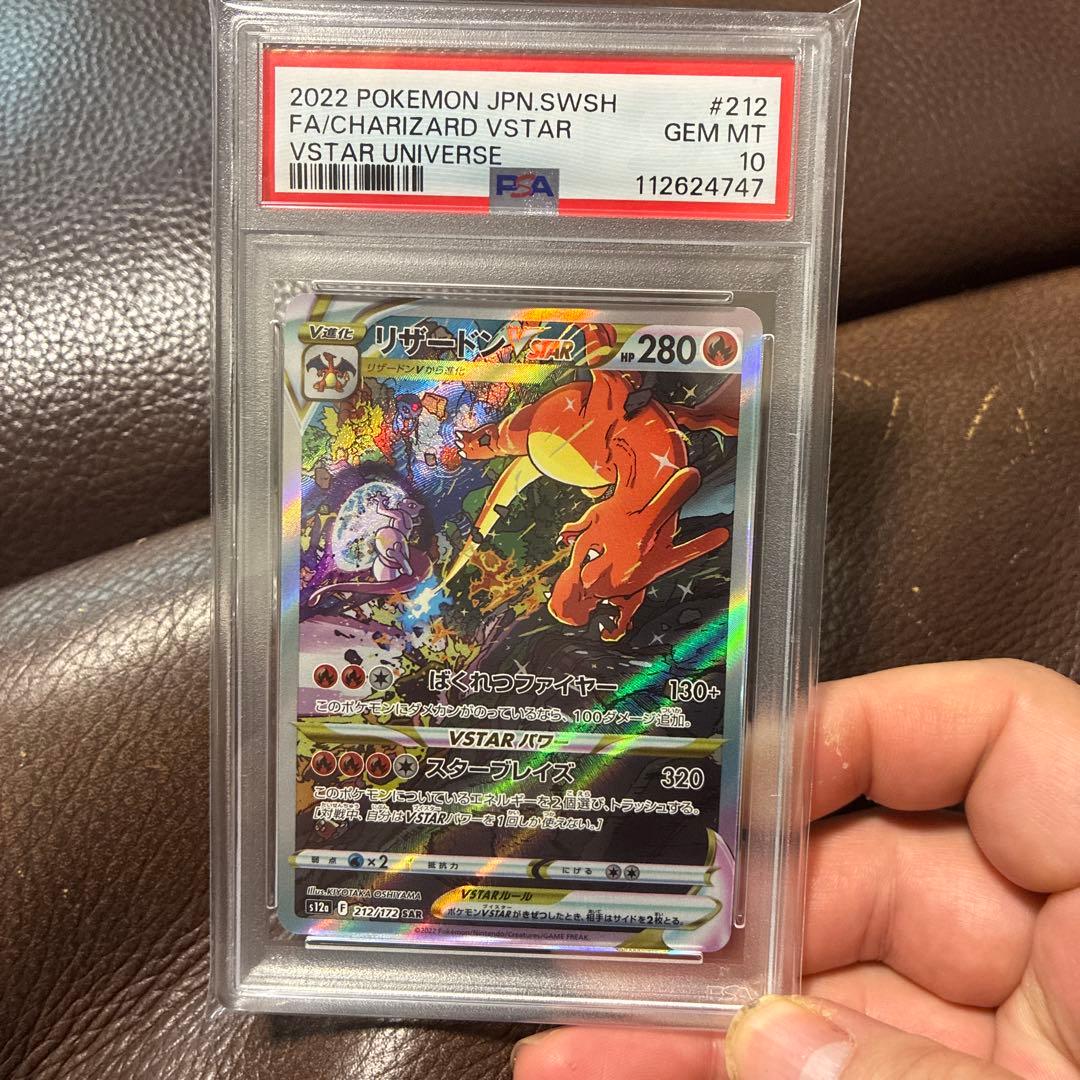 2022 POKEMON JPN.SWSH #212
FA/CHARIZARD VSTAR GEM MT
VSTAR UNIVERSE 10
PSA 112624747
V進化 リザードン VSTAR HP 280
リザードンVから進化
ばくれつファイヤー 130+
このポケモンにダメカンがのっているなら、100ダメージ追加。
VSTARパワー
スターブレイズ 320
このポケモンについているエネルギーを2個選び、トラッシュする。
[対戦中、自分はVSTARパワーを1回しか使えない。]
弱点 ×2 抵抗力 にげる
Illus.KIYOTAKA OSHIYAMA
VSTARルール
ポケモンVSTARがきぜつしたとき、相手はサイドを2枚とる。
s12a F 212/172 SAR
©2022 Pokémon/Nintendo/Creatures/GAME FREAK.
PSA